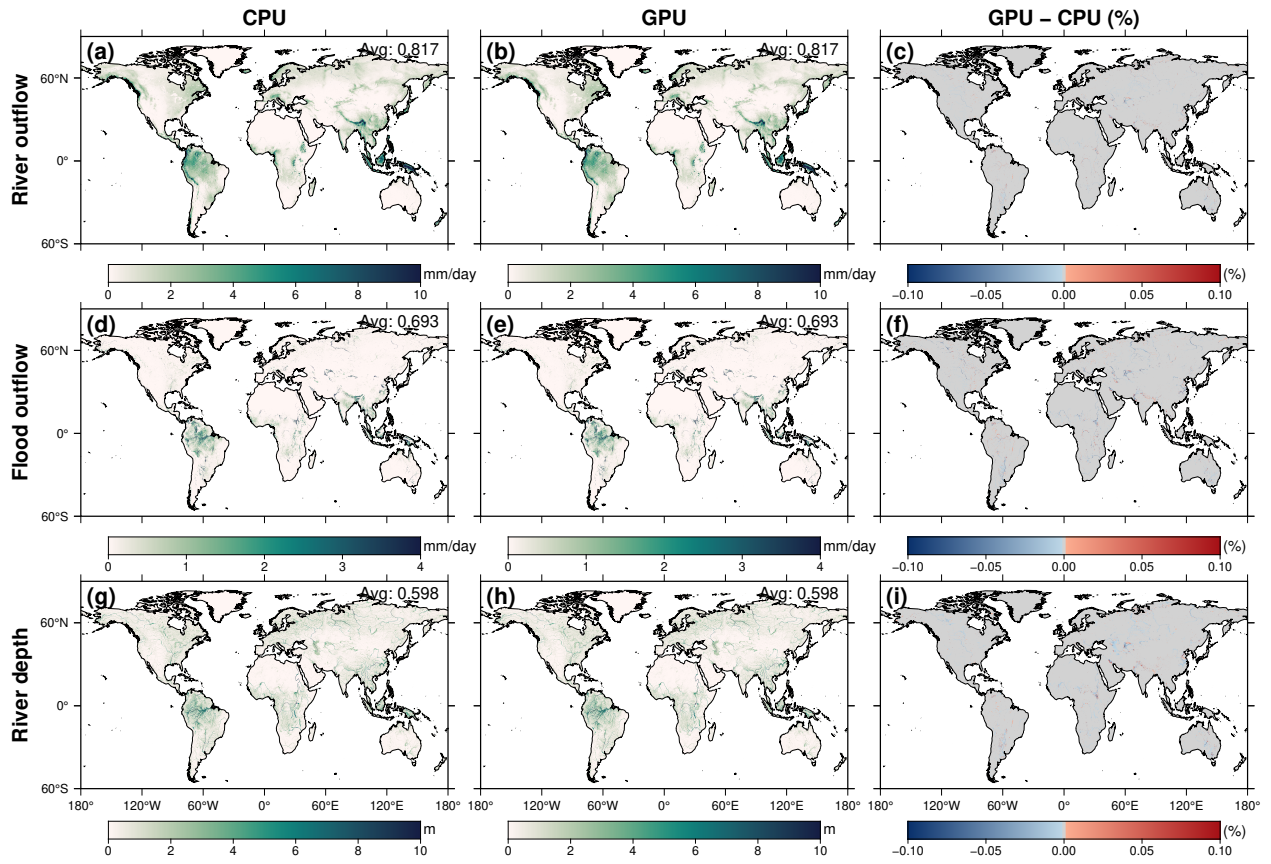 CPU GPU GPU − CPU (%)
River outflow
(a) Avg: 0.817 (b) Avg: 0.817 (c)
60°N
0°
60°S
mm/day mm/day (%)
0 2 4 6 8 10 0 2 4 6 8 10 −0.10 −0.05 0.00 0.05 0.10
Flood outflow
(d) Avg: 0.693 (e) Avg: 0.693 (f)
60°N
0°
60°S
mm/day mm/day (%)
0 1 2 3 4 0 1 2 3 4 −0.10 −0.05 0.00 0.05 0.10
River depth
(g) Avg: 0.598 (h) Avg: 0.598 (i)
60°N
0°
60°S
180° 120°W 60°W 0° 60°E 120°E 180° 180° 120°W 60°W 0° 60°E 120°E 180° 180° 120°W 60°W 0° 60°E 120°E 180°
m m (%)
0 2 4 6 8 10 0 2 4 6 8 10 −0.10 −0.05 0.00 0.05 0.10